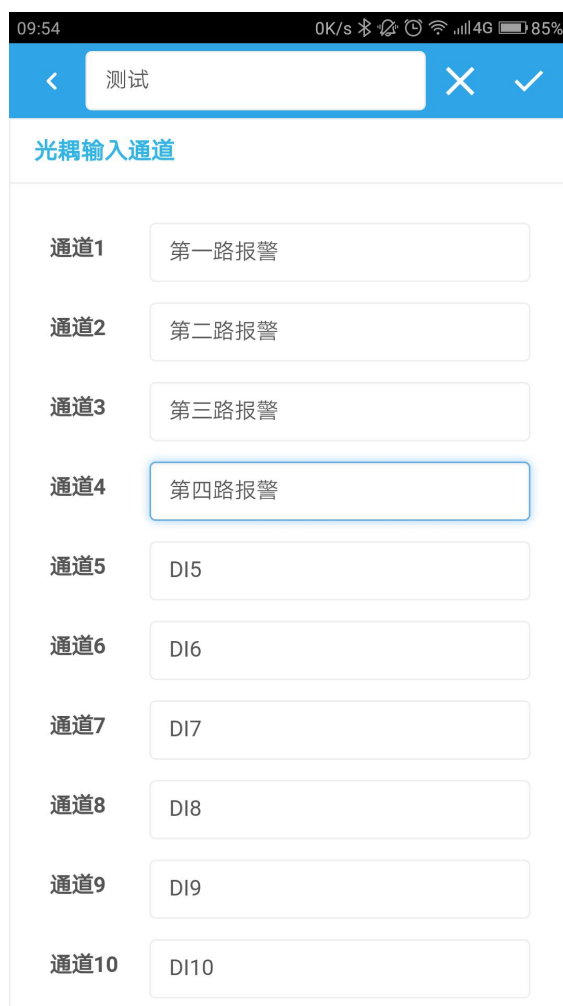 09:54 0K/s 4G 85%
测试
光耦输入通道
通道1 第一路报警
通道2 第二路报警
通道3 第三路报警
通道4 第四路报警
通道5 DI5
通道6 DI6
通道7 DI7
通道8 DI8
通道9 DI9
通道10 DI10